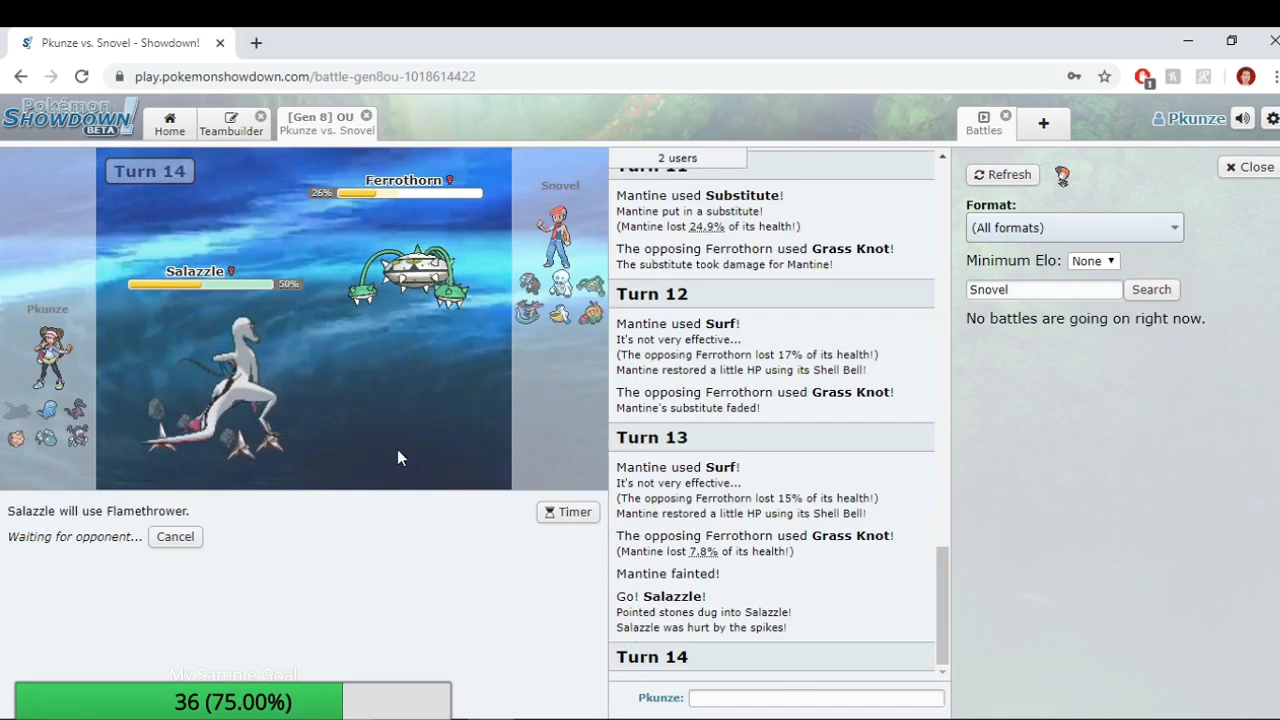 Pkunze vs. Snovel - Showdown!
play.pokemonshowdown.com/battle-gen8ou-1018614422
1
Pokémon
SHOWDOWN!
BETA
Home
Teambuilder
[Gen 8] OU
Pkunze vs. Snovel
Battles
Pkunze
Turn 14
Ferrothorn
26%
Salazzle
50%
Pkunze
Snovel
2 users
Turn 11
Mantine used Substitute!
Mantine put in a substitute!
(Mantine lost 24.9% of its health!)
The opposing Ferrothorn used Grass Knot!
The substitute took damage for Mantine!
Turn 12
Mantine used Surf!
It's not very effective...
(The opposing Ferrothorn lost 17% of its health!)
Mantine restored a little HP using its Shell Bell!
The opposing Ferrothorn used Grass Knot!
Mantine's substitute faded!
Turn 13
Mantine used Surf!
It's not very effective...
(The opposing Ferrothorn lost 15% of its health!)
Mantine restored a little HP using its Shell Bell!
The opposing Ferrothorn used Grass Knot!
(Mantine lost 7.8% of its health!)
Mantine fainted!
Go! Salazzle!
Pointed stones dug into Salazzle!
Salazzle was hurt by the spikes!
Turn 14
Pkunze:
Refresh
Close
Format:
(All formats)
Minimum Elo:
None
Snovel
Search
No battles are going on right now.
Salazzle will use Flamethrower.
Timer
Waiting for opponent...
Cancel
My Sample Goal
36 (75.00%)